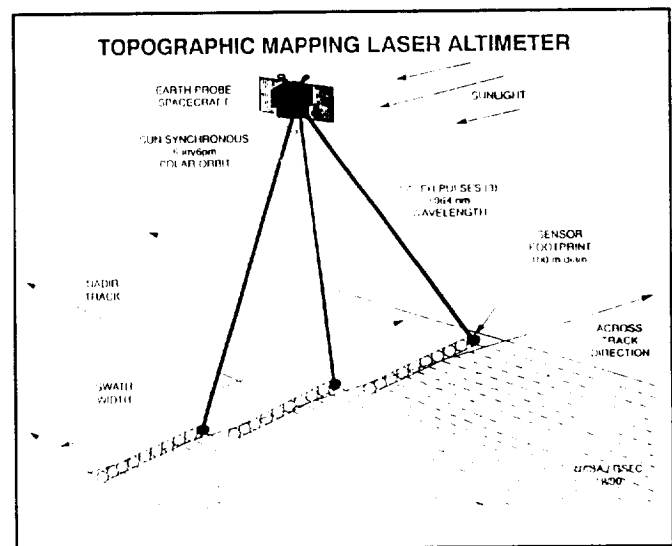 TOPOGRAPHIC MAPPING LASER ALTIMETER
EARTH PROBE
SPACECRAFT
SUNLIGHT
SUN SYNCHRONOUS
POLAR ORBIT
PULSES (3)
WAVELENGTH
SENSOR
FOOTPRINT
NADIR
TRACK
ACROSS
TRACK
DIRECTION
SWATH
WIDTH